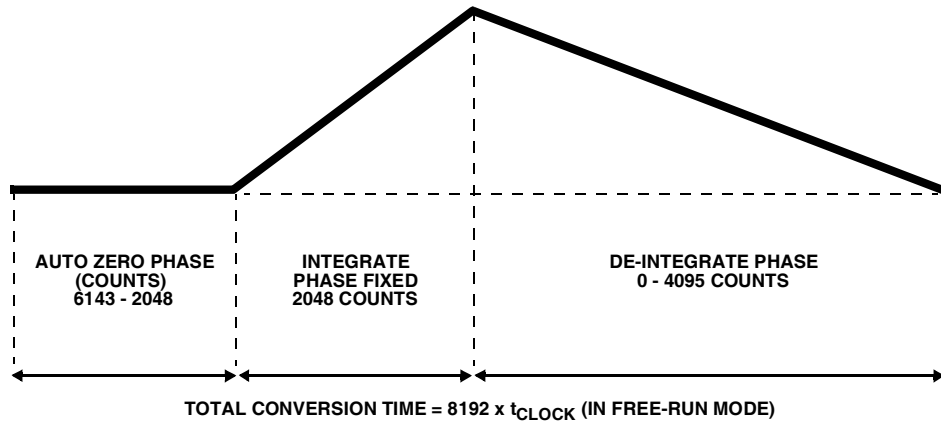 AUTO ZERO PHASE
(COUNTS)
6143 - 2048
INTEGRATE
PHASE FIXED
2048 COUNTS
DE-INTEGRATE PHASE
0 - 4095 COUNTS
TOTAL CONVERSION TIME = 8192 x tCLOCK (IN FREE-RUN MODE)